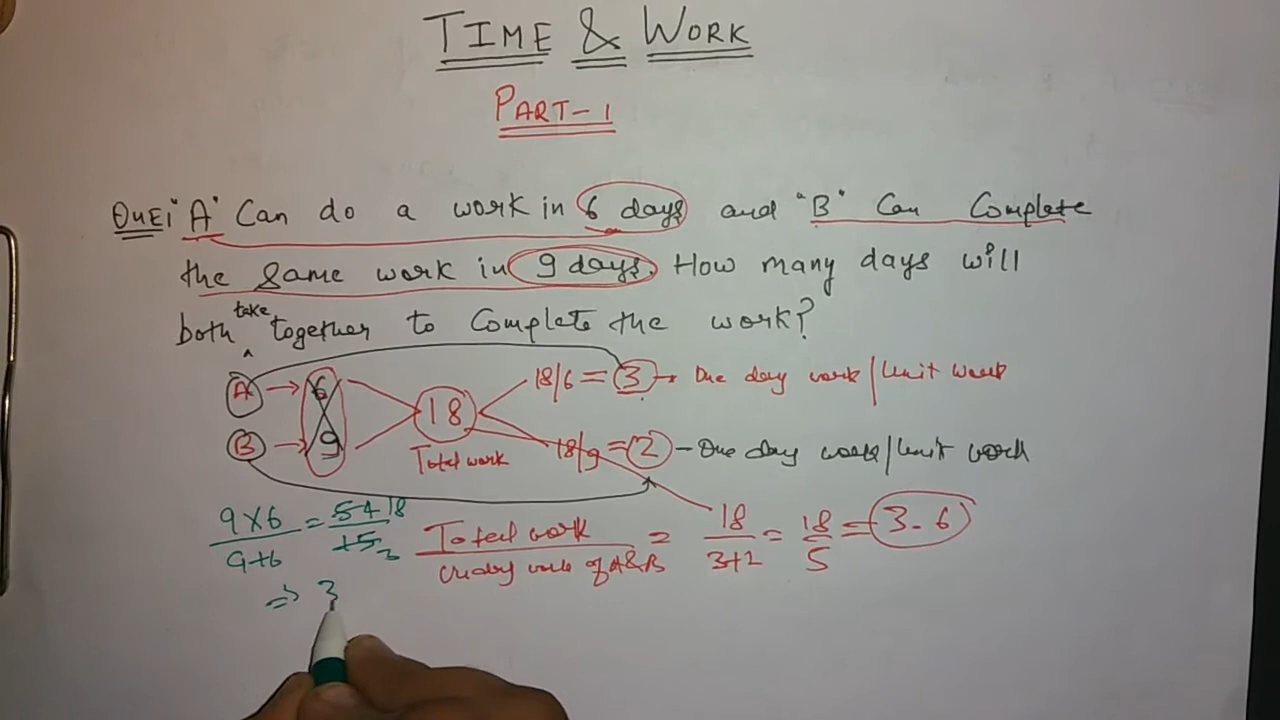 TIME & WORK
PART-1
QuEi "A" Can do a work in 6 days and "B" Can Complete
the Same work in 9 days. How many days will
both take together to Complete the work?
A → 6 18/6 = 3 → One day work/Unit work
18
B → 9 Total work 18/9 = 2 - One day work/Unit work
9×6/9+6 = 54 18/15 3
Total work/ work of A&B = 18/3+2 = 18/5 = 3.6
⇒ 3